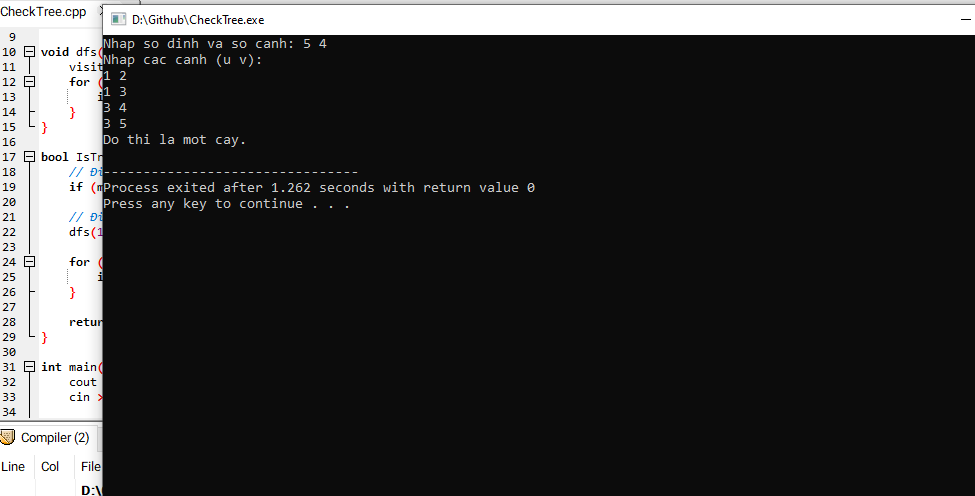 CheckTree.cpp
D:\Github\CheckTree.exe
9
10 void dfs(
11 visit
12 for (
13 i
14 }
15 }
16
17 bool IsTr
18 // Đi
19 if (m
20
21 // Đi
22 dfs(1
23
24 for (
25 i
26 }
27
28 retur
29 }
30
31 int main(
32 cout
33 cin >
34
Nhap so dinh va so canh: 5 4
Nhap cac canh (u v):
1 2
1 3
3 4
3 5
Do thi la mot cay.
--------------------------------
Process exited after 1.262 seconds with return value 0
Press any key to continue . . .
Compiler (2)
Line Col File
D:\